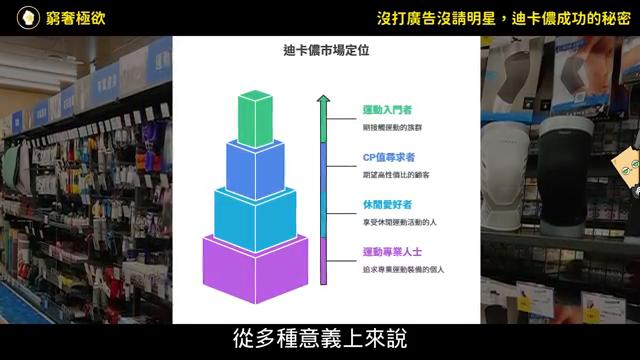 窮奢極欲
沒打廣告沒請明星，迪卡儂成功的秘密
迪卡儂市場定位
運動入門者
剛接觸運動的族群
CP值尋求者
期望高性價比的顧客
休閒愛好者
享受休閒運動活動的人
運動專業人士
追求專業運動裝備的個人
從多種意義上來說